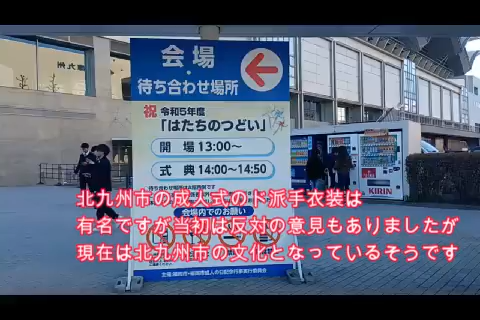 会場
・
待ち合わせ場所
祝 令和5年度
「はたちのつどい」
開 場 13:00〜
式 典 14:00〜14:50
会場内でのお願い
北九州市の成人式のド派手衣装は
有名ですが当初は反対の意見もありましたが
現在は北九州市の文化となっているそうです
KIRIN